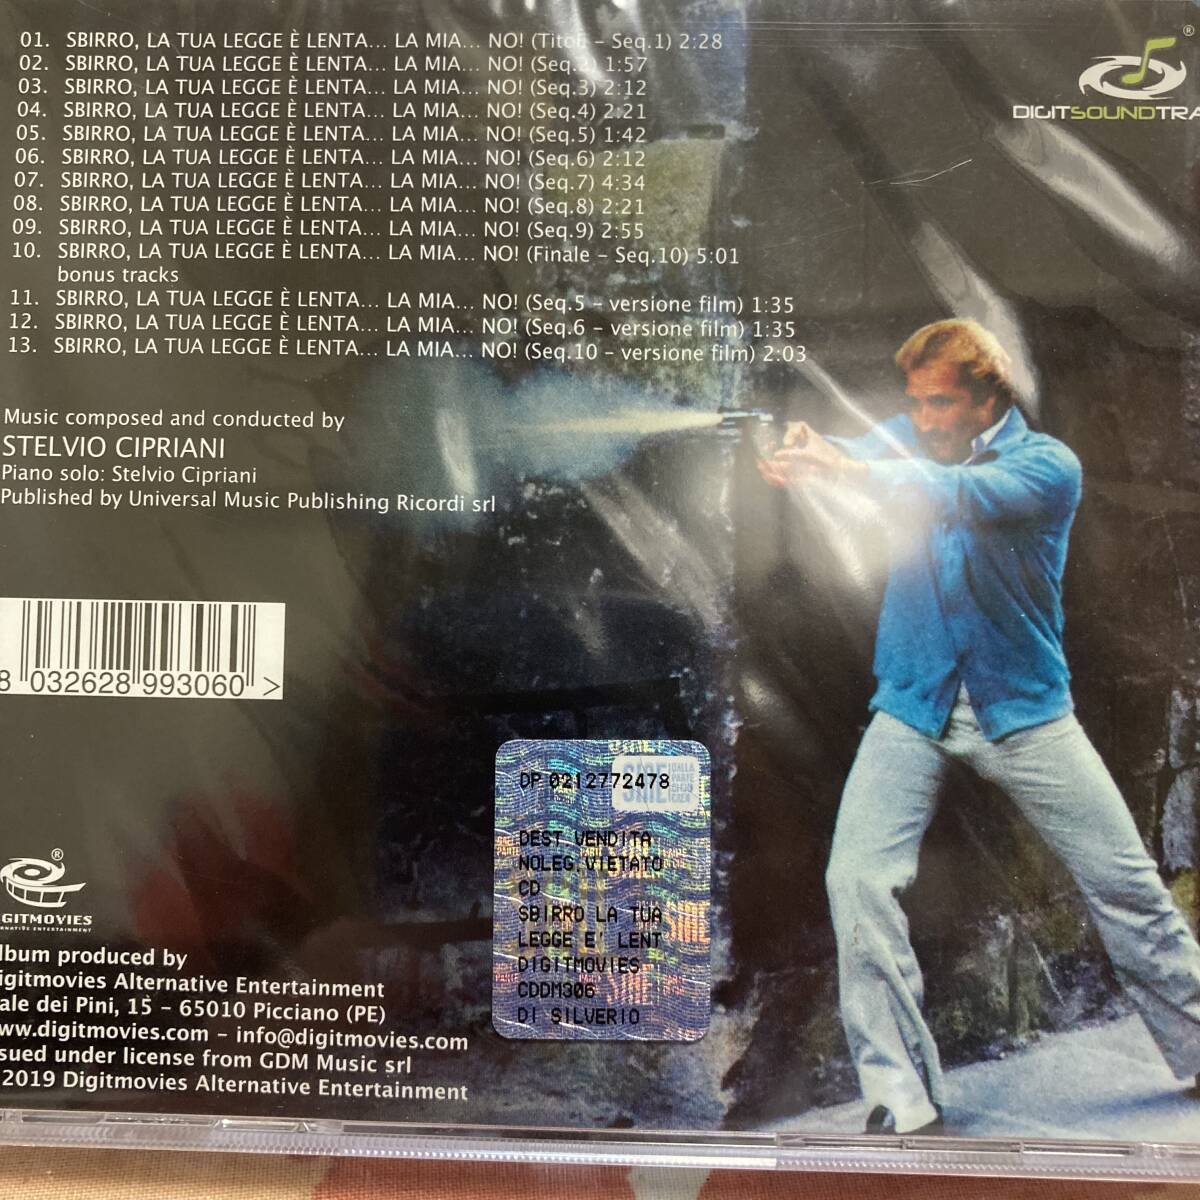 01. SBIRRO, LA TUA LEGGE È LENTA... LA MIA... NO! (Titoli - Seq.1) 2:28
02. SBIRRO, LA TUA LEGGE È LENTA... LA MIA... NO! (Seq.2) 1:57
03. SBIRRO, LA TUA LEGGE È LENTA... LA MIA... NO! (Seq.3) 2:12
04. SBIRRO, LA TUA LEGGE È LENTA... LA MIA... NO! (Seq.4) 2:21
05. SBIRRO, LA TUA LEGGE È LENTA... LA MIA... NO! (Seq.5) 1:42
06. SBIRRO, LA TUA LEGGE È LENTA... LA MIA... NO! (Seq.6) 2:12
07. SBIRRO, LA TUA LEGGE È LENTA... LA MIA... NO! (Seq.7) 4:34
08. SBIRRO, LA TUA LEGGE È LENTA... LA MIA... NO! (Seq.8) 2:21
09. SBIRRO, LA TUA LEGGE È LENTA... LA MIA... NO! (Seq.9) 2:55
10. SBIRRO, LA TUA LEGGE È LENTA... LA MIA... NO! (Finale - Seq.10) 5:01
bonus tracks
11. SBIRRO, LA TUA LEGGE È LENTA... LA MIA... NO! (Seq.5 - versione film) 1:35
12. SBIRRO, LA TUA LEGGE È LENTA... LA MIA... NO! (Seq.6 - versione film) 1:35
13. SBIRRO, LA TUA LEGGE È LENTA... LA MIA... NO! (Seq.10 - versione film) 2:03
®
DIGITSOUNDTRA
Music composed and conducted by
STELVIO CIPRIANI
Piano solo: Stelvio Cipriani
Published by Universal Music Publishing Ricordi srl
8 032628 993060 >
DP 0212772478
SIAE DALLA PARTE DI CHI CREA
DEST.VENDITA
NOLEG.VIETATO
CD
SBIRRO LA TUA
LEGGE E' LENT
DIGITMOVIES
CDDM306
DI SILVERIO
®
IGITMOVIES
RNATIVE ENTERTAINMENT
lbum produced by
igitmovies Alternative Entertainment
ale dei Pini, 15 - 65010 Picciano (PE)
ww.digitmovies.com - info@digitmovies.com
sued under license from GDM Music srl
2019 Digitmovies Alternative Entertainment